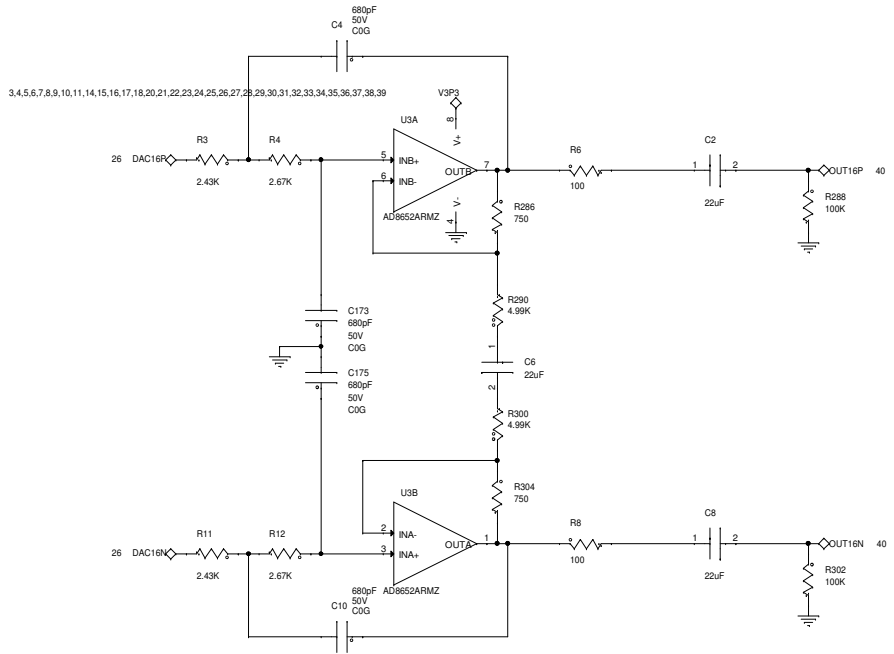 680pF
C4
50V
C0G
3,4,5,6,7,8,9,10,11,14,15,16,17,18,20,21,22,23,24,25,26,27,28,29,30,31,32,33,34,35,36,37,38,39
V3P3
8
V+
U3A
R3
R4
R6
C2
26 DAC16P
5
INB+
6
INB-
OUTB
7
1
2
OUT16P 40
2.43K
2.67K
100
R288
100K
22uF
R286
750
AD8652ARMZ
V-
4
R290
4.99K
C173
680pF
50V
C0G
1
C6
22uF
2
C175
680pF
50V
C0G
R300
4.99K
R304
750
U3B
2
INA-
3
INA+
OUTA
1
R11
R12
R8
C8
26 DAC16N
1
2
OUT16N 40
2.43K
2.67K
100
22uF
R302
100K
AD8652ARMZ
680pF
C10
50V
C0G